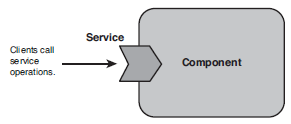 Service
Clients call
service
operations.
Component